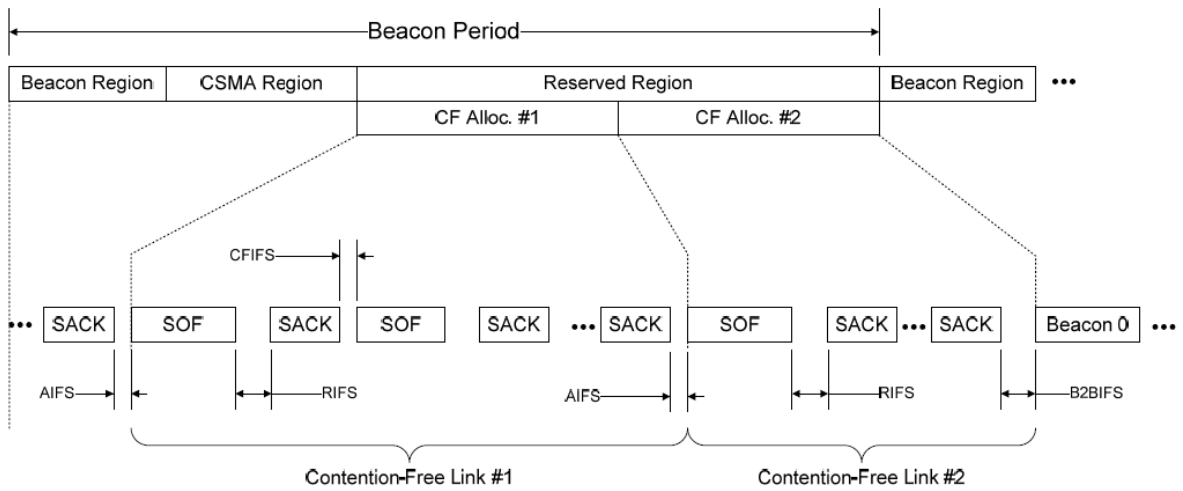 Beacon Period
Beacon Region CSMA Region Reserved Region Beacon Region •••
CF Alloc. #1 CF Alloc. #2
CFIFS
••• SACK SOF SACK SOF SACK ••• SACK SOF SACK ••• SACK Beacon 0 •••
AIFS RIFS AIFS RIFS B2BIFS
Contention-Free Link #1 Contention-Free Link #2